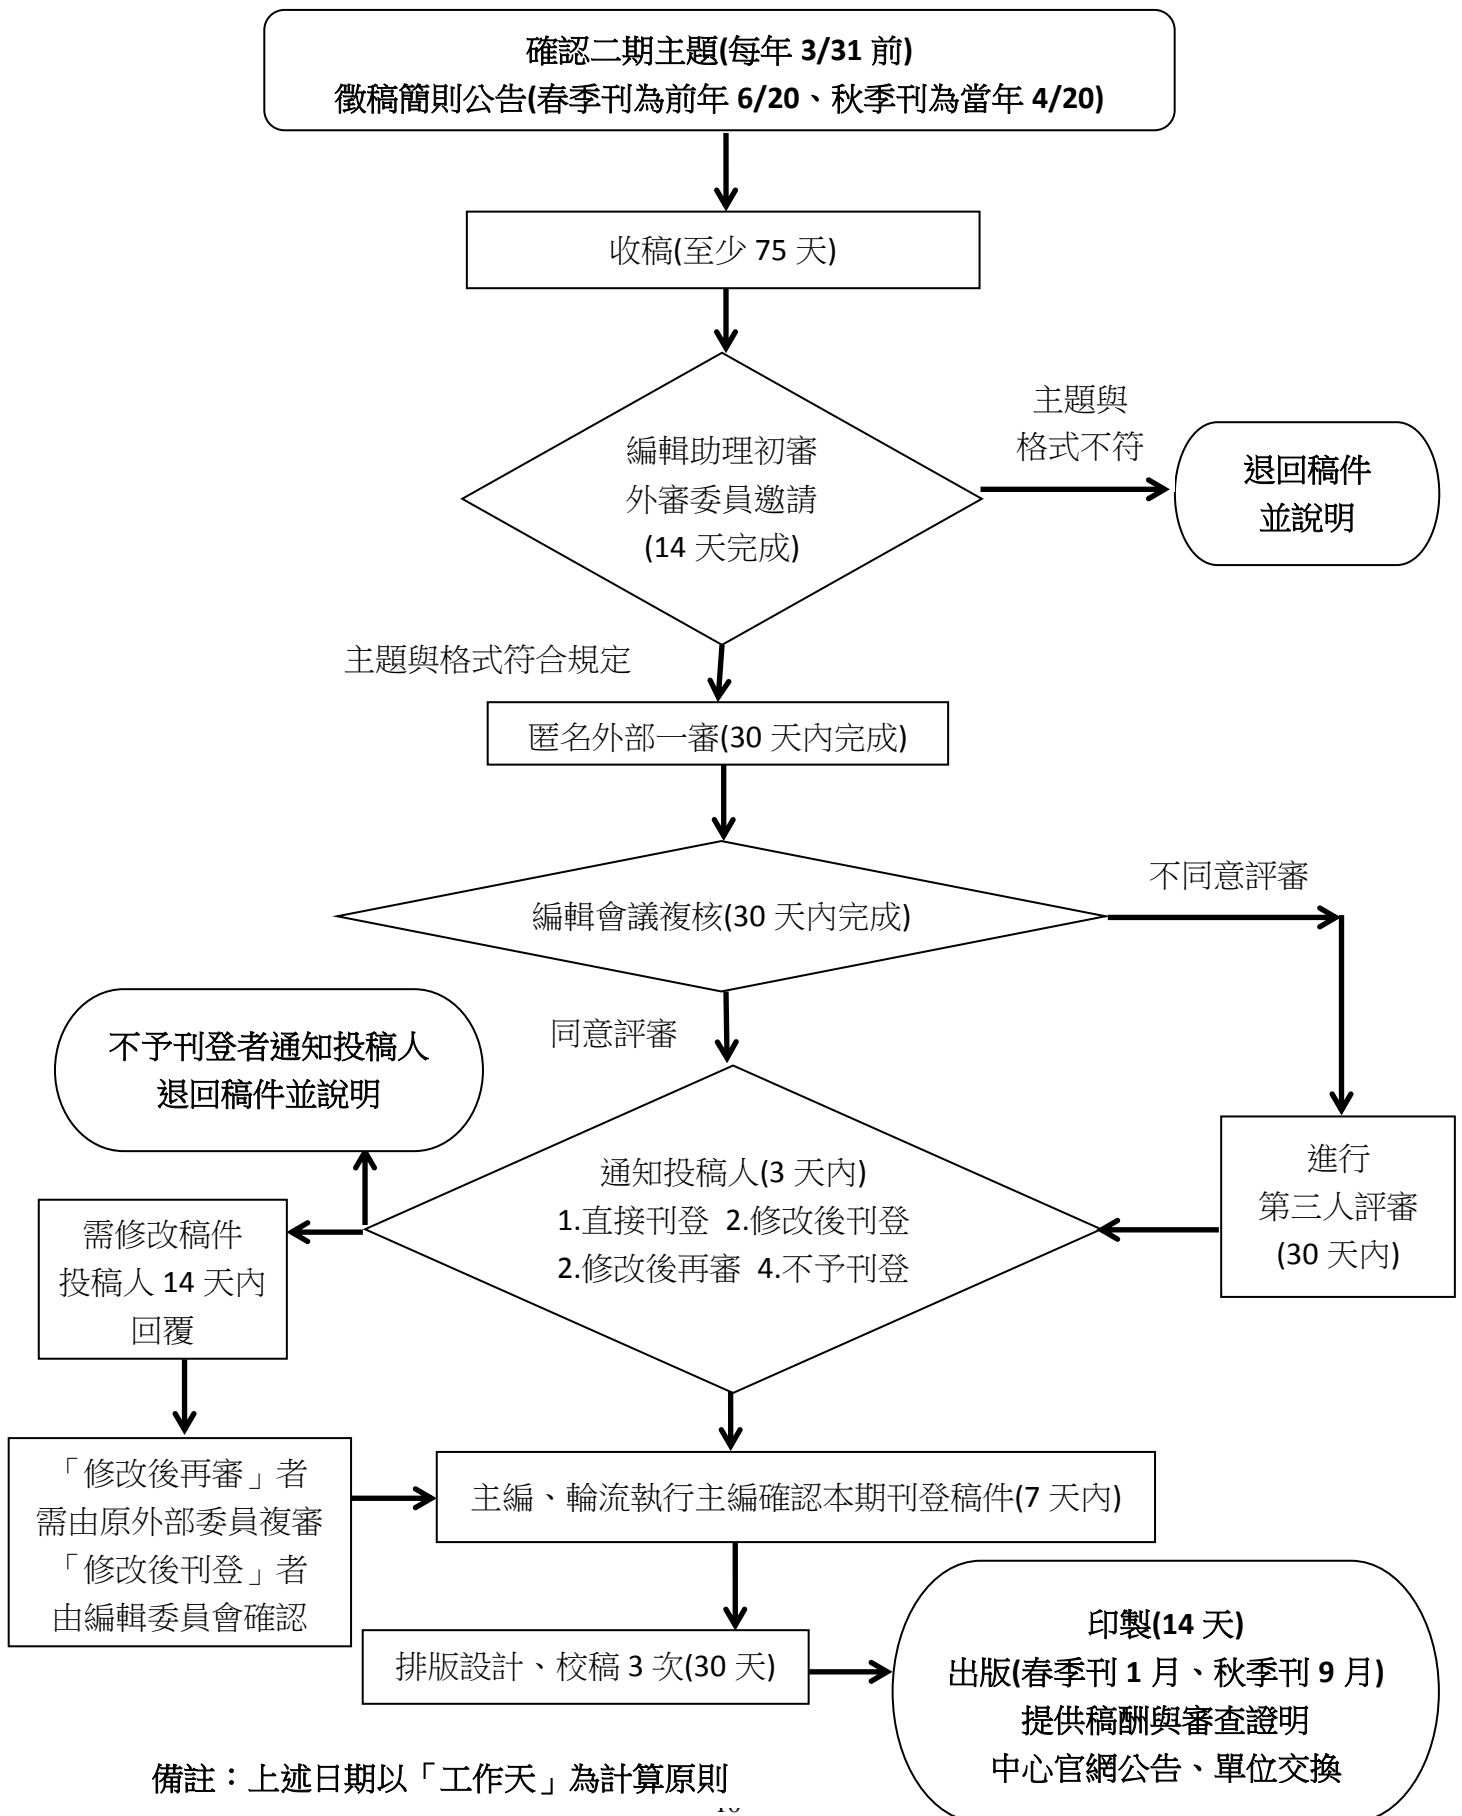 確認二期主題(每年 3/31 前)
徵稿簡則公告(春季刊為前年 6/20、秋季刊為當年 4/20)
收稿(至少 75 天)
編輯助理初審
外審委員邀請
(14 天完成)
主題與
格式不符
退回稿件
並說明
主題與格式符合規定
匿名外部一審(30 天內完成)
編輯會議複核(30 天內完成)
不同意評審
同意評審
不予刊登者通知投稿人
退回稿件並說明
通知投稿人(3 天內)
1.直接刊登 2.修改後刊登
2.修改後再審 4.不予刊登
進行
第三人評審
(30 天內)
需修改稿件
投稿人 14 天內
回覆
「修改後再審」者
需由原外部委員複審
「修改後刊登」者
由編輯委員會確認
主編、輪流執行主編確認本期刊登稿件(7 天內)
排版設計、校稿 3 次(30 天)
印製(14 天)
出版(春季刊 1 月、秋季刊 9 月)
提供稿酬與審查證明
中心官網公告、單位交換
備註：上述日期以「工作天」為計算原則